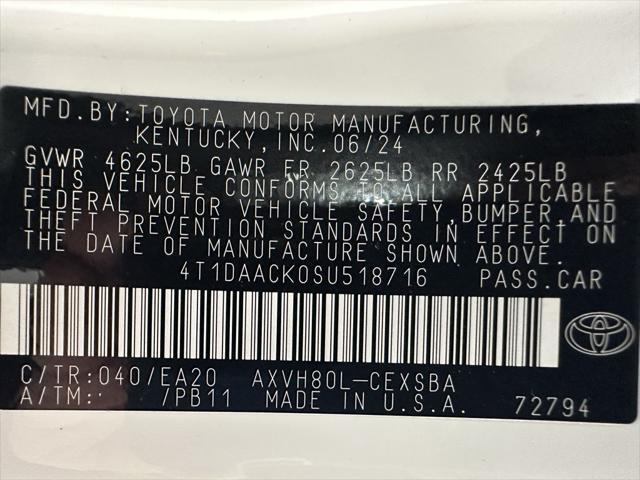 MFD. BY: TOYOTA MOTOR MANUFACTURING,
KENTUCKY, INC. 06/24
GVWR 4625LB GAWR FR 2625LB RR 2425LB
THIS VEHICLE CONFORMS TO ALL APPLICABLE
FEDERAL MOTOR VEHICLE SAFETY, BUMPER, AND
THEFT PREVENTION STANDARDS IN EFFECT ON
THE DATE OF MANUFACTURE SHOWN ABOVE.
4T1DAACK0SU518716 PASS. CAR
C/TR: 040/EA20 AXVH80L-CEXSBA
A/TM: /PB11 MADE IN U.S.A. 72794